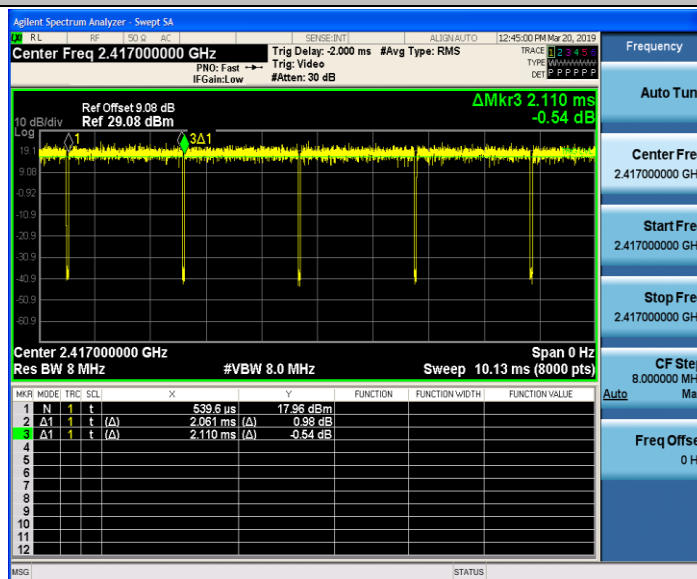 Agilent Spectrum Analyzer - Swept SA
RL RF 50 Ω AC SENSE:INT ALIGNAUTO 12:45:00 PM Mar 20, 2019
Center Freq 2.417000000 GHz
PNO: Fast
IFGain:Low
Trig Delay: -2.000 ms
Trig: Video
#Atten: 30 dB
#Avg Type: RMS
TRACE 1 2 3 4 5 6
TYPE
DET P P P P P P
Frequency
Auto Tun
Center Fre
2.417000000 GH
Start Fre
2.417000000 GH
Stop Fre
2.417000000 GH
CF Step
8.000000 MH
Auto Ma
Freq Offse
0 H
ΔMkr3 2.110 ms
-0.54 dB
Ref Offset 9.08 dB
10 dB/div Ref 29.08 dBm
Log
1
3Δ1
19.1
9.08
-0.92
-10.9
-20.9
-30.9
-40.9
-50.9
-60.9
Center 2.417000000 GHz Span 0 Hz
Res BW 8 MHz #VBW 8.0 MHz Sweep 10.13 ms (8000 pts)
MKR MODE TRC SCL X Y FUNCTION FUNCTION WIDTH FUNCTION VALUE
1 N 1 t 539.6 µs 17.96 dBm
2 Δ1 1 t (Δ) 2.061 ms (Δ) 0.98 dB
3 Δ1 1 t (Δ) 2.110 ms (Δ) -0.54 dB
4
5
6
7
8
9
10
11
12
MSG STATUS